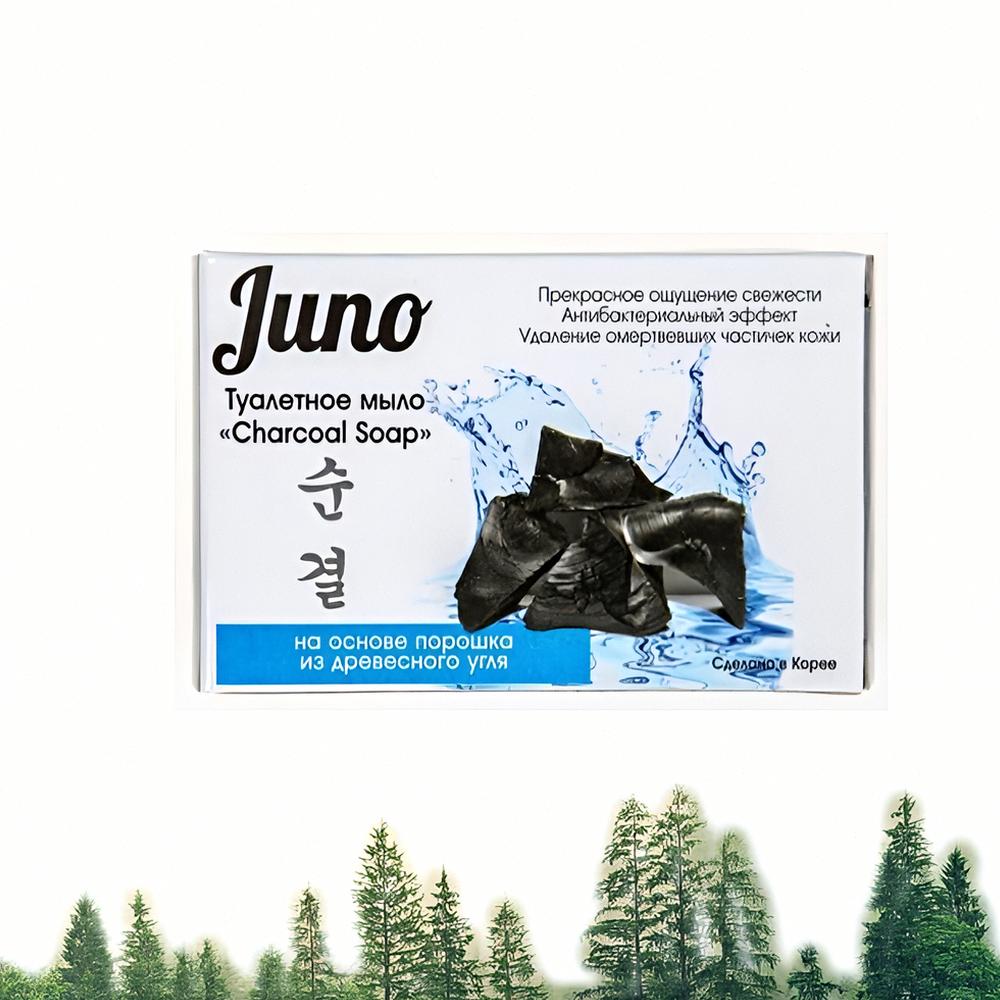 Juno
Туалетное мыло
«Charcoal Soap»
순
결
на основе порошка
из древесного угля
Прекрасное ощущение свежести
Антибактериальный эффект
Удаление омертвевших частичек кожи
Сделано в Корее